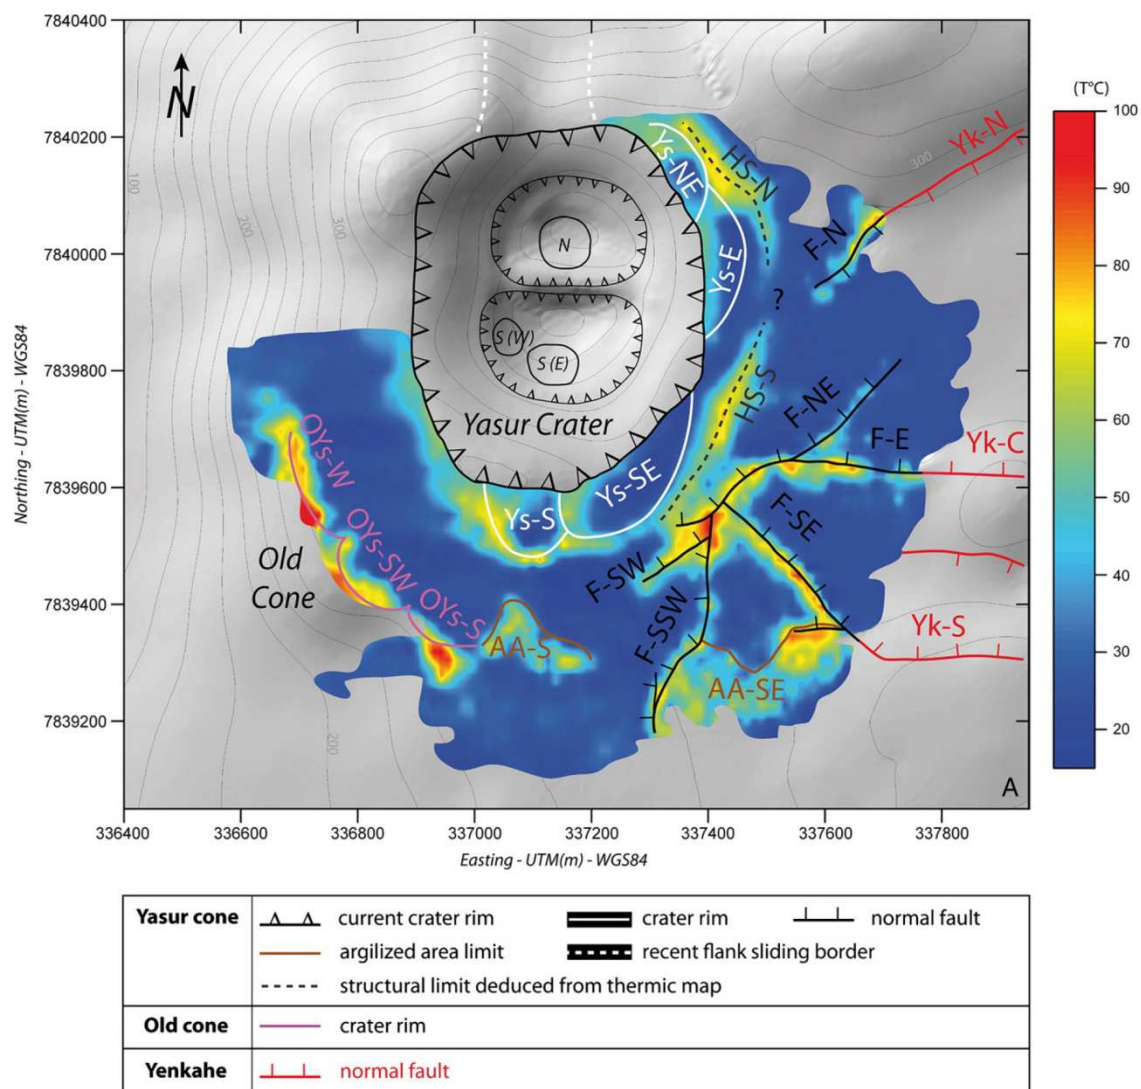 7840400
7840200
7840000
7839800
7839600
7839400
7839200
Northing - UTM(m) - WGS84
336400
336600
336800
337000
337200
337400
337600
337800
Easting - UTM(m) - WGS84
N
100
200
300
300
200
Ys-NE
HS-N
Yk-N
F-N
Ys-E
N
?
S (W)
S (E)
Yasur Crater
HS-S
F-NE
F-E
Yk-C
OYs-W
Ys-SE
Ys-S
F-SE
OYs-SW
Old
Cone
F-SW
OYs-S
F-SSW
AA-S
AA-SE
Yk-S
A
(T°C)
100
90
80
70
60
50
40
30
20
Yasur cone
current crater rim
crater rim
normal fault
argilized area limit
recent flank sliding border
structural limit deduced from thermic map
Old cone
crater rim
Yenkahe
normal fault